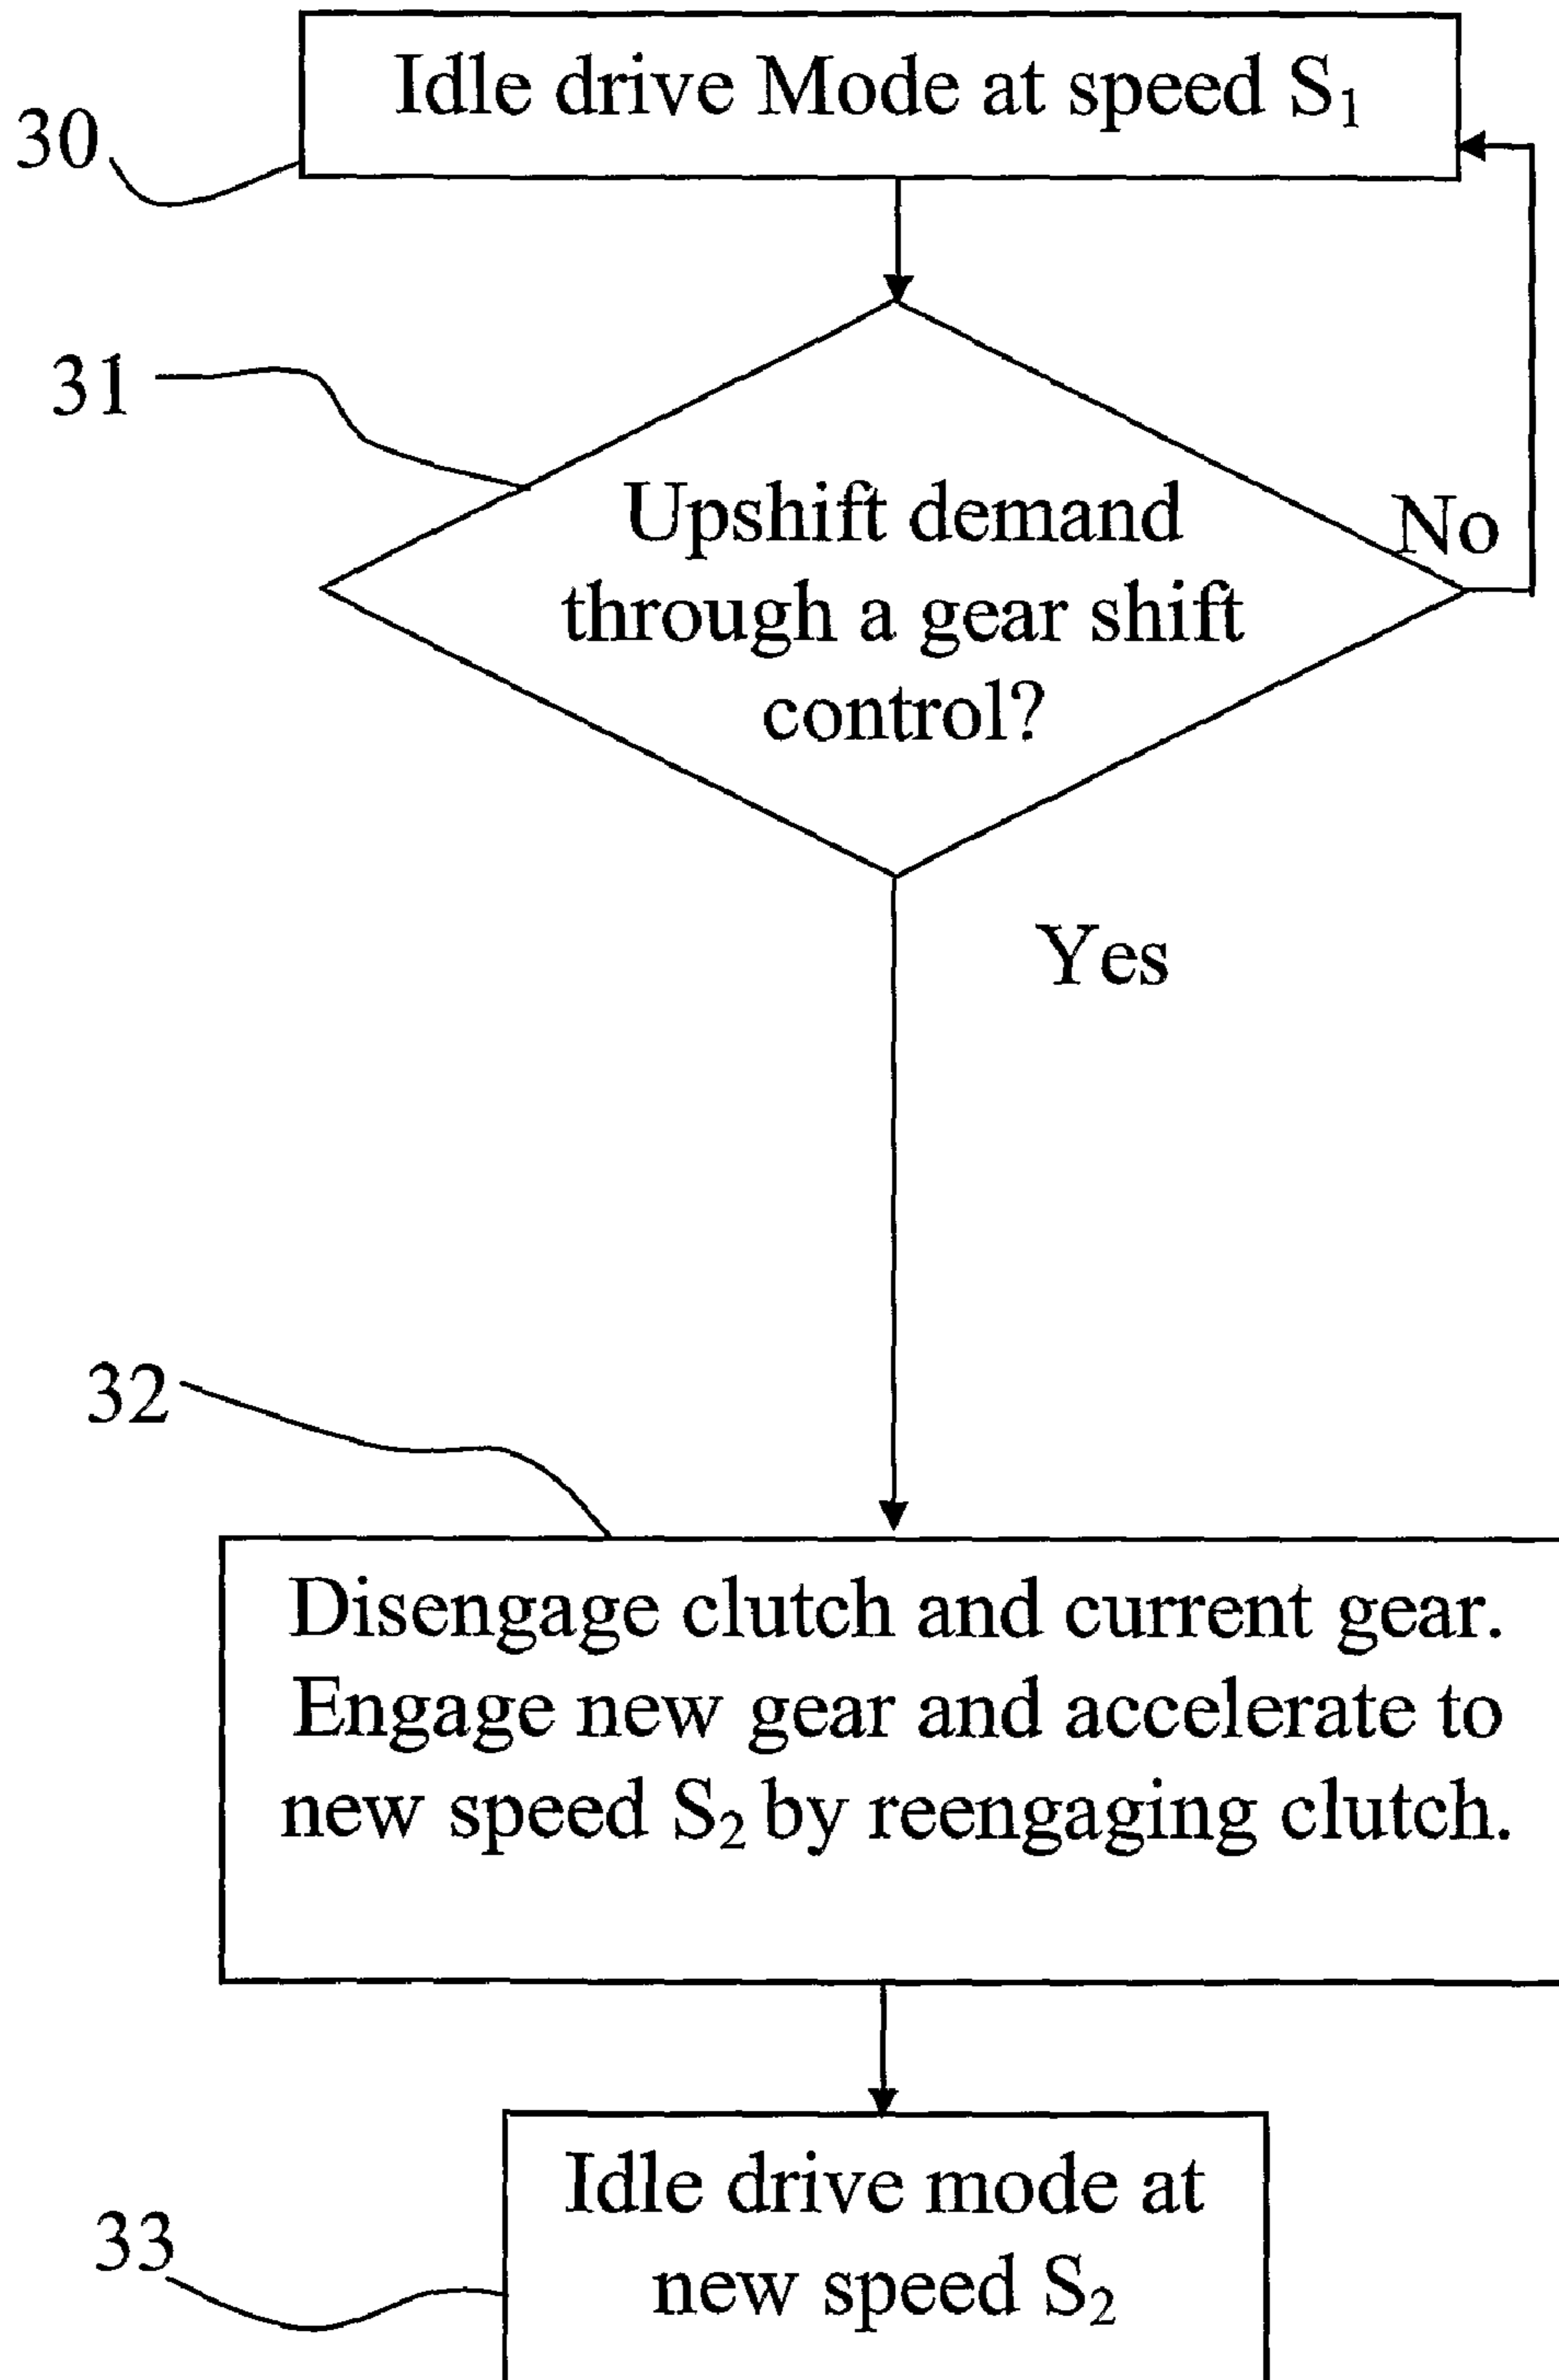 30
Idle drive Mode at speed S₁
31
Upshift demand
through a gear shift
control?
No
Yes
32
Disengage clutch and current gear.
Engage new gear and accelerate to
new speed S₂ by reengaging clutch.
33
Idle drive mode at
new speed S₂